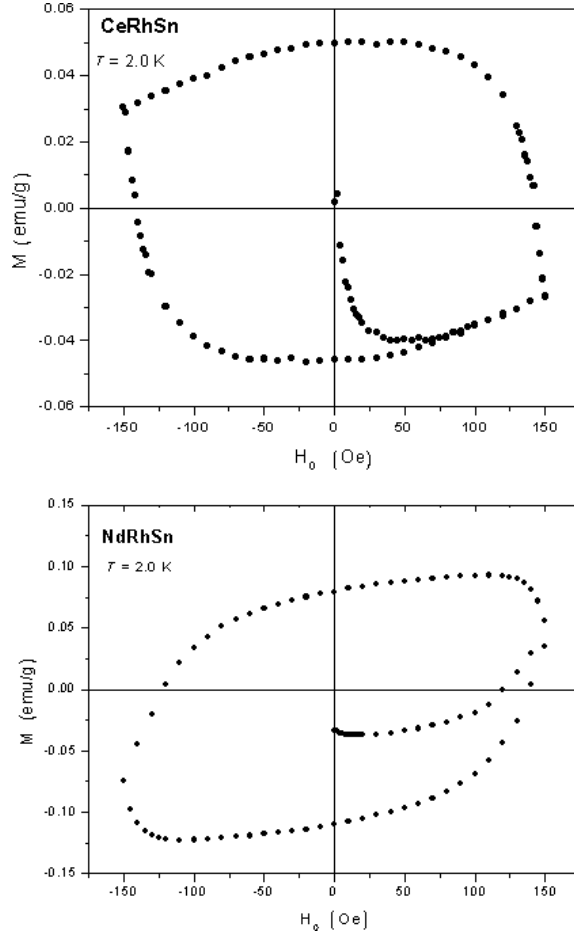 CeRhSn
T = 2.0 K
0.06
0.04
0.02
0.00
-0.02
-0.04
-0.06
M (emu/g)
-150 -100 -50 0 50 100 150
H0 (Oe)
NdRhSn
T = 2.0 K
0.15
0.10
0.05
0.00
-0.05
-0.10
-0.15
M (emu/g)
-150 -100 -50 0 50 100 150
H0 [Oe]